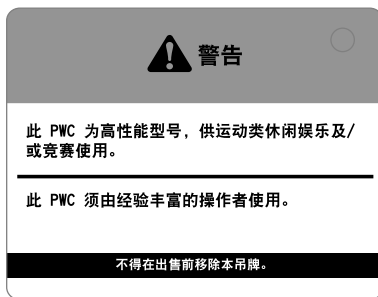 警告
此 PWC 为高性能型号，供运动类休闲娱乐及/
或竞赛使用。
此 PWC 须由经验丰富的操作者使用。
不得在出售前移除本吊牌。